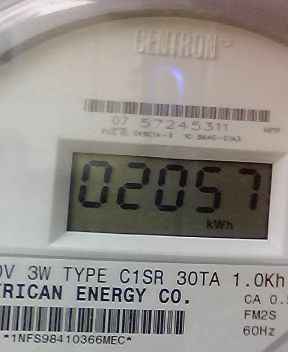 CENTRON
07 57245311
02057
kWh
3W TYPE C1SR 30TA 1.0Kh
RICAN ENERGY CO.
CA 0.5
FM2S
60Hz
*1NFS98410366MEC*